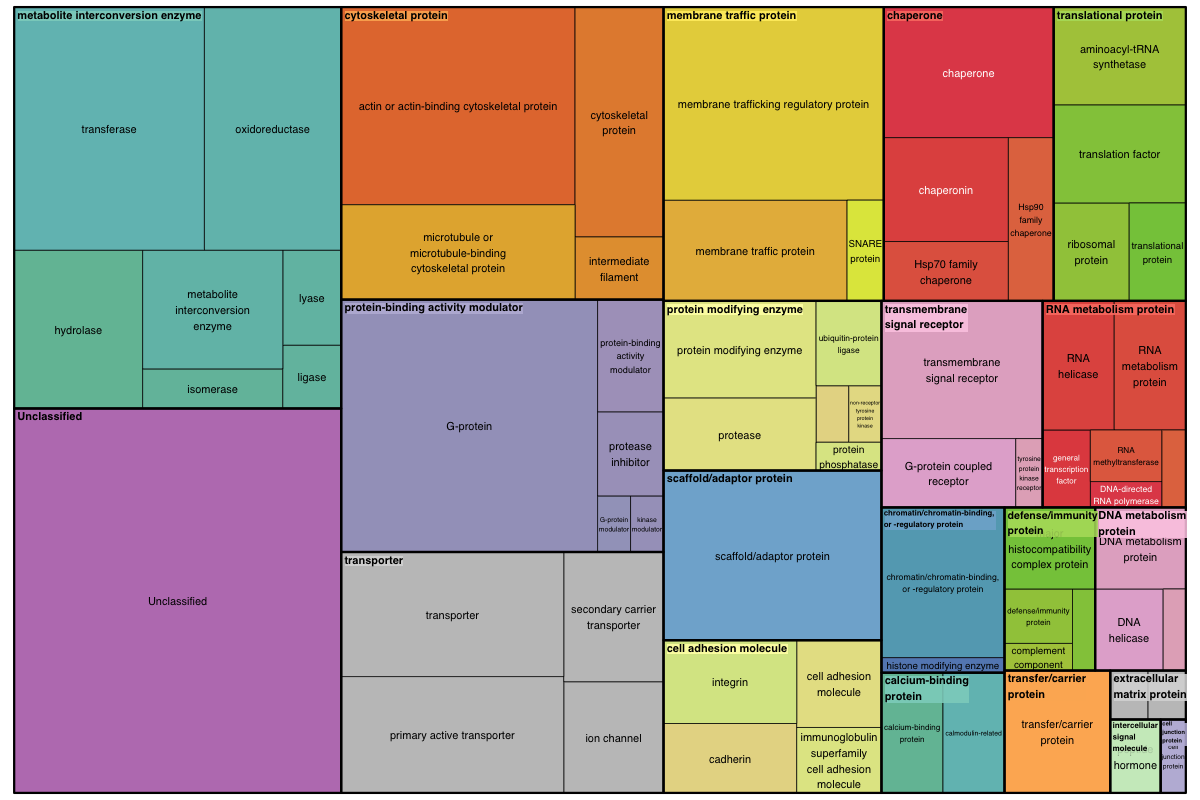 metabolite interconversion enzyme
transferase
oxidoreductase
hydrolase
metabolite
interconversion
enzyme
isomerase
lyase
ligase
Unclassified
Unclassified
cytoskeletal protein
actin or actin-binding cytoskeletal protein
cytoskeletal
protein
microtubule or
microtubule-binding
cytoskeletal protein
intermediate
filament
protein-binding activity modulator
G-protein
protein-binding
activity
modulator
protease
inhibitor
G-protein
modulator
kinase
modulator
transporter
transporter
secondary carrier
transporter
primary active transporter
ion channel
membrane traffic protein
membrane trafficking regulatory protein
membrane traffic protein
SNARE
protein
protein modifying enzyme
protein modifying enzyme
ubiquitin-protein
ligase
protease
non-receptor
tyrosine
protein
kinase
protein
phosphatase
scaffold/adaptor protein
scaffold/adaptor protein
cell adhesion molecule
integrin
cell adhesion
molecule
cadherin
immunoglobulin
superfamily
cell adhesion
molecule
chaperone
chaperone
chaperonin
Hsp90
family
chaperone
Hsp70 family
chaperone
translational protein
aminoacyl-tRNA
synthetase
translation factor
ribosomal
protein
translational
protein
transmembrane
signal receptor
transmembrane
signal receptor
G-protein coupled
receptor
tyrosine
protein
kinase
receptor
RNA metabolism protein
RNA
helicase
RNA
metabolism
protein
general
transcription
factor
RNA
methyltransferase
DNA-directed
RNA polymerase
chromatin/chromatin-binding,
or -regulatory protein
chromatin/chromatin-binding,
or -regulatory protein
histone modifying enzyme
defense/immunity
protein
histocompatibility
complex protein
defense/immunity
protein
complement
component
DNA metabolism
protein
DNA metabolism
protein
DNA
helicase
calcium-binding
protein
calcium-binding
protein
calmodulin-related
transfer/carrier
protein
transfer/carrier
protein
extracellular
matrix protein
intercellular
signal
molecule
hormone
cell
junction
protein
cell
junction
protein